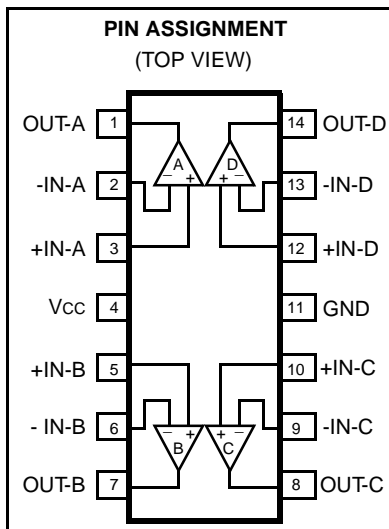 PIN ASSIGNMENT
(TOP VIEW)
OUT-A 1 14 OUT-D
A D
-IN-A 2 − + + − 13 -IN-D
+IN-A 3 12 +IN-D
VCC 4 11 GND
+IN-B 5 10 +IN-C
- IN-B 6 − + + − 9 -IN-C
B C
OUT-B 7 8 OUT-C